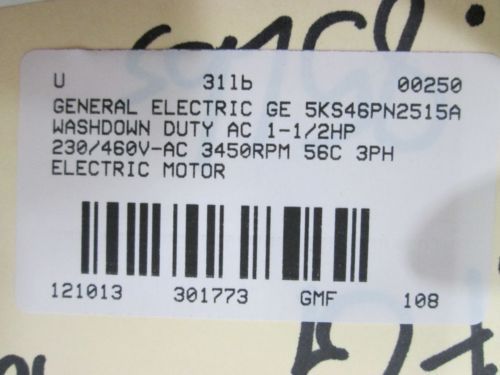 U 31lb 00250
GENERAL ELECTRIC GE 5KS46PN2515A
WASHDOWN DUTY AC 1-1/2HP
230/460V-AC 3450RPM 56C 3PH
ELECTRIC MOTOR
121013 301773 GMF 108